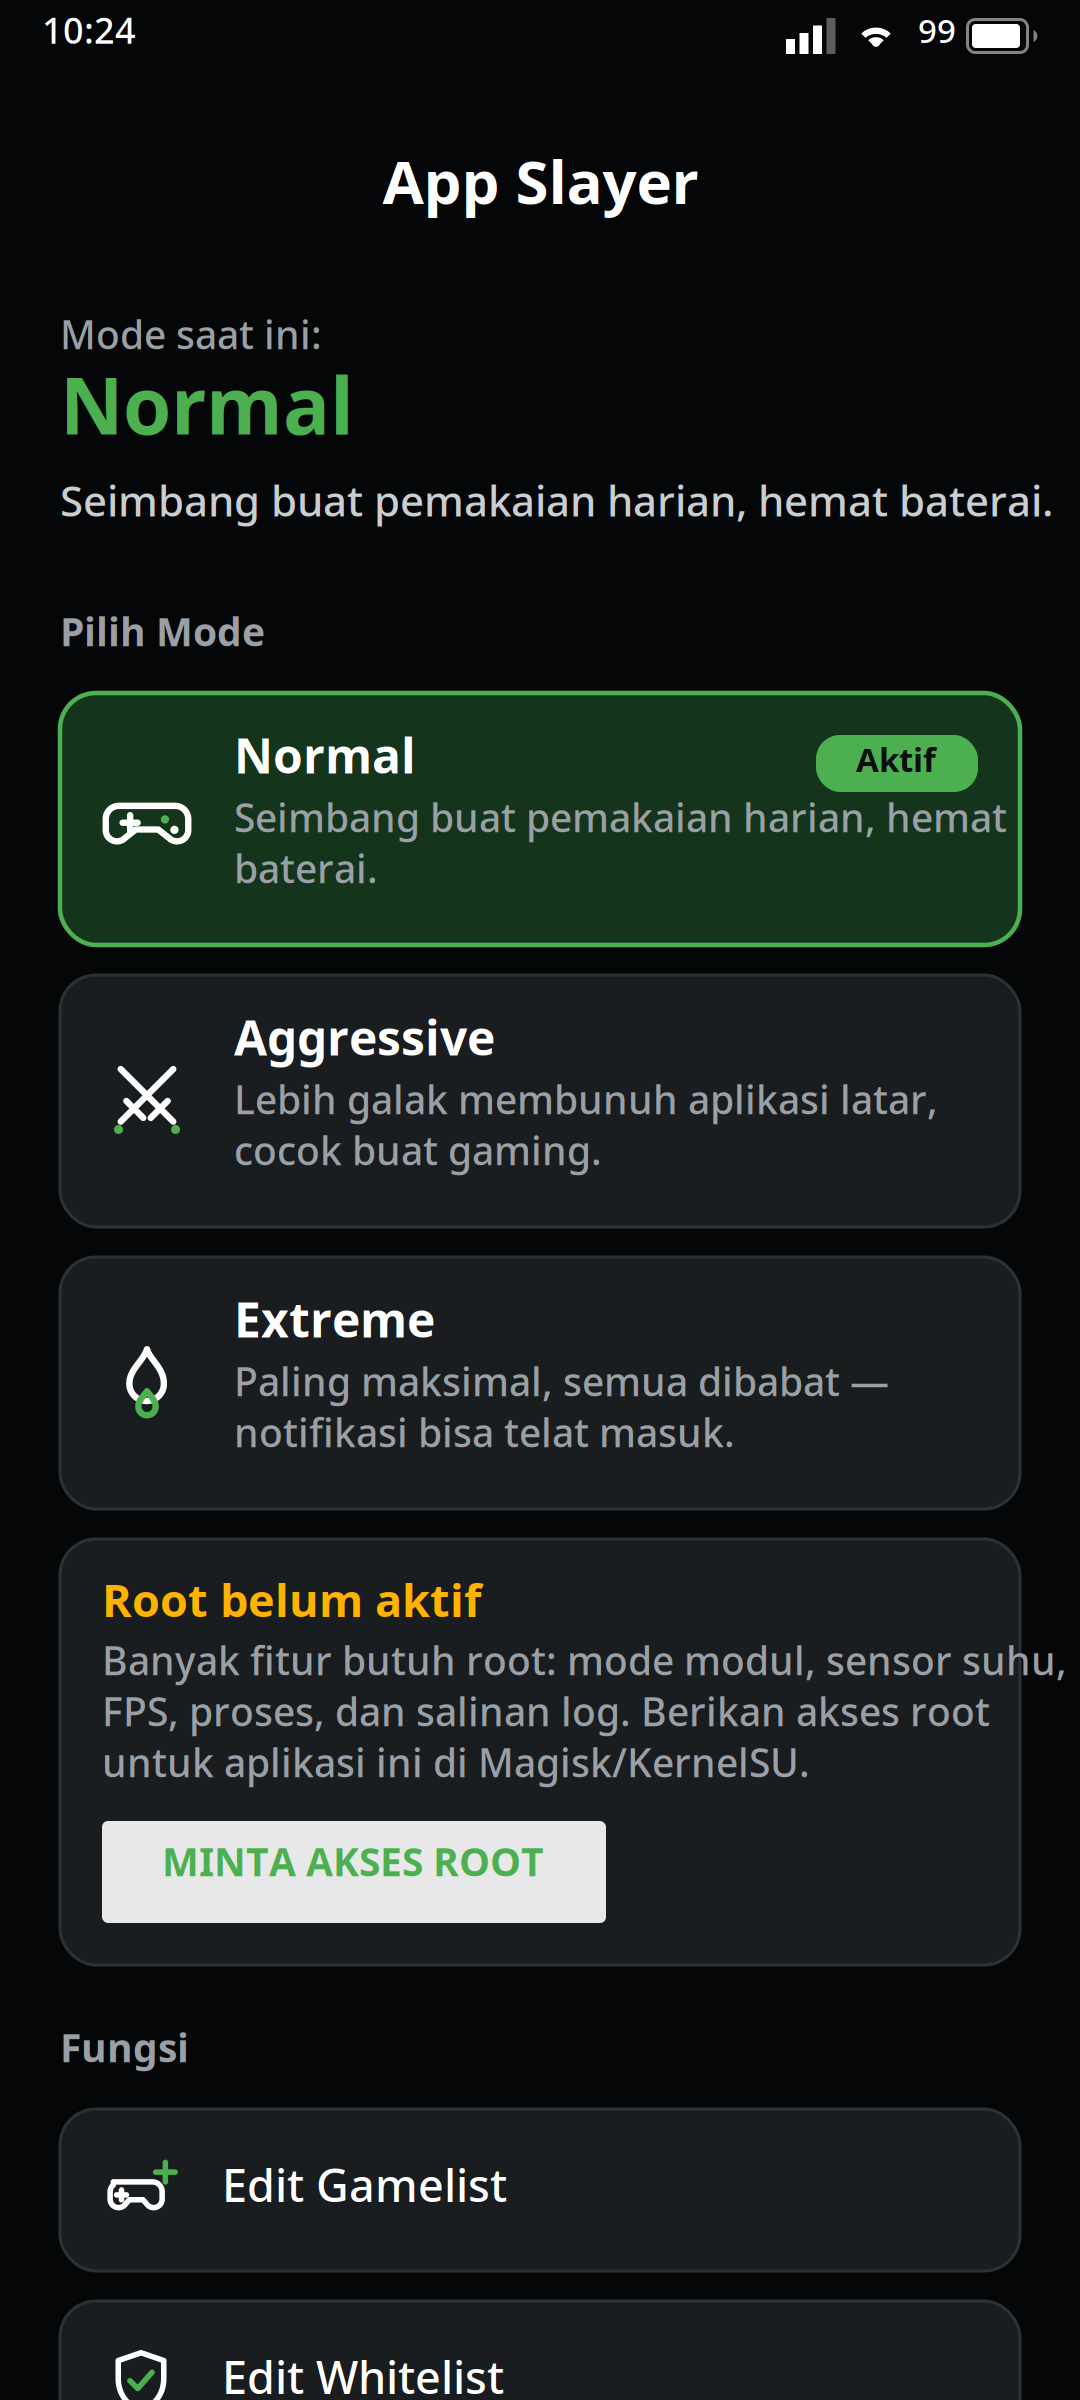 10:24
99
App Slayer
Mode saat ini:
Normal
Seimbang buat pemakaian harian, hemat baterai.
Pilih Mode
Normal
Aktif
Seimbang buat pemakaian harian, hemat
baterai.
Aggressive
Lebih galak membunuh aplikasi latar,
cocok buat gaming.
Extreme
Paling maksimal, semua dibabat —
notifikasi bisa telat masuk.
Root belum aktif
Banyak fitur butuh root: mode modul, sensor suhu,
FPS, proses, dan salinan log. Berikan akses root
untuk aplikasi ini di Magisk/KernelSU.
MINTA AKSES ROOT
Fungsi
Edit Gamelist
Edit Whitelist